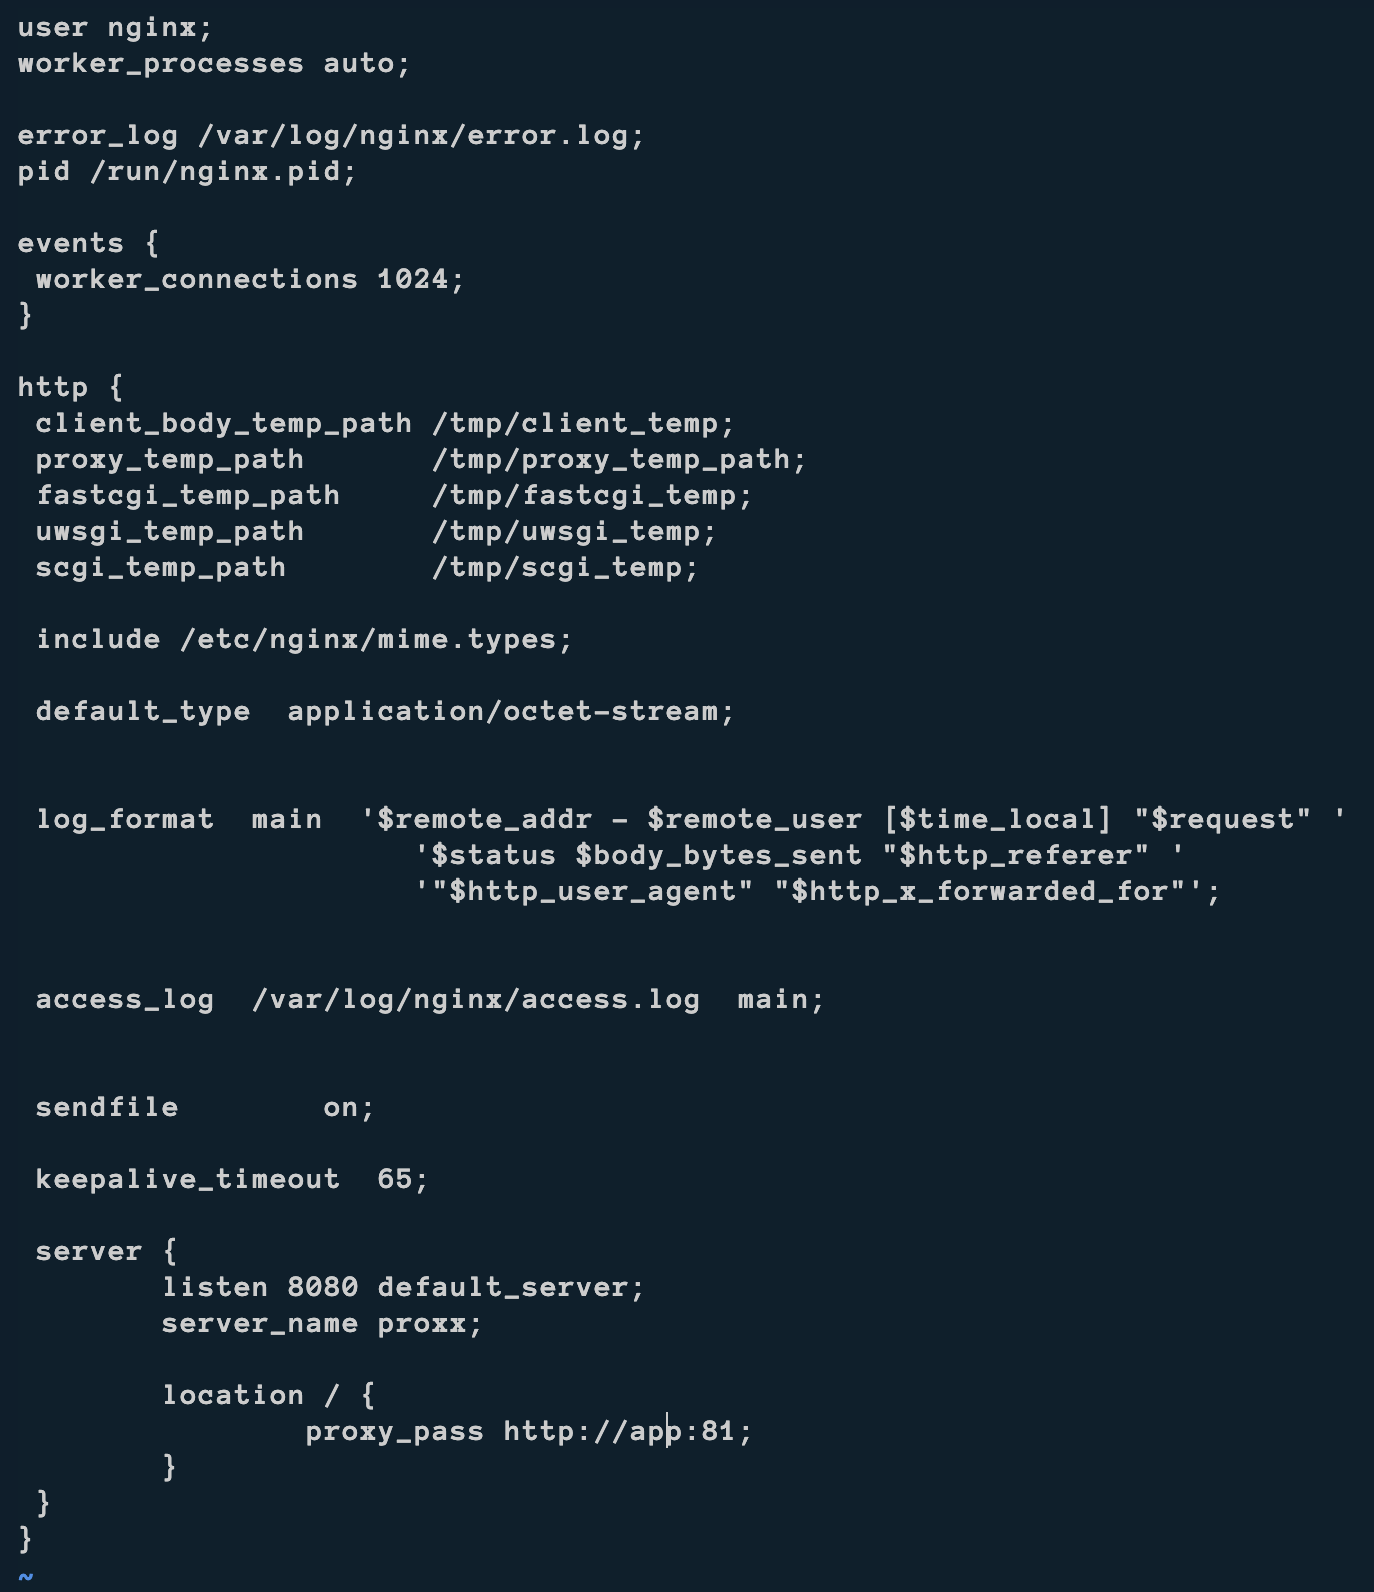 user nginx;
worker_processes auto;
error_log /var/log/nginx/error.log;
pid /run/nginx.pid;
events {
 worker_connections 1024;
}
http {
 client_body_temp_path /tmp/client_temp;
 proxy_temp_path       /tmp/proxy_temp_path;
 fastcgi_temp_path     /tmp/fastcgi_temp;
 uwsgi_temp_path       /tmp/uwsgi_temp;
 scgi_temp_path        /tmp/scgi_temp;
 include /etc/nginx/mime.types;
 default_type  application/octet-stream;
 log_format  main  '$remote_addr - $remote_user [$time_local] "$request" '
                      '$status $body_bytes_sent "$http_referer" '
                      '"$http_user_agent" "$http_x_forwarded_for"';
 access_log  /var/log/nginx/access.log  main;
 sendfile        on;
 keepalive_timeout  65;
 server {
        listen 8080 default_server;
        server_name proxx;
        location / {
                proxy_pass http://app:81;
        }
 }
}
~